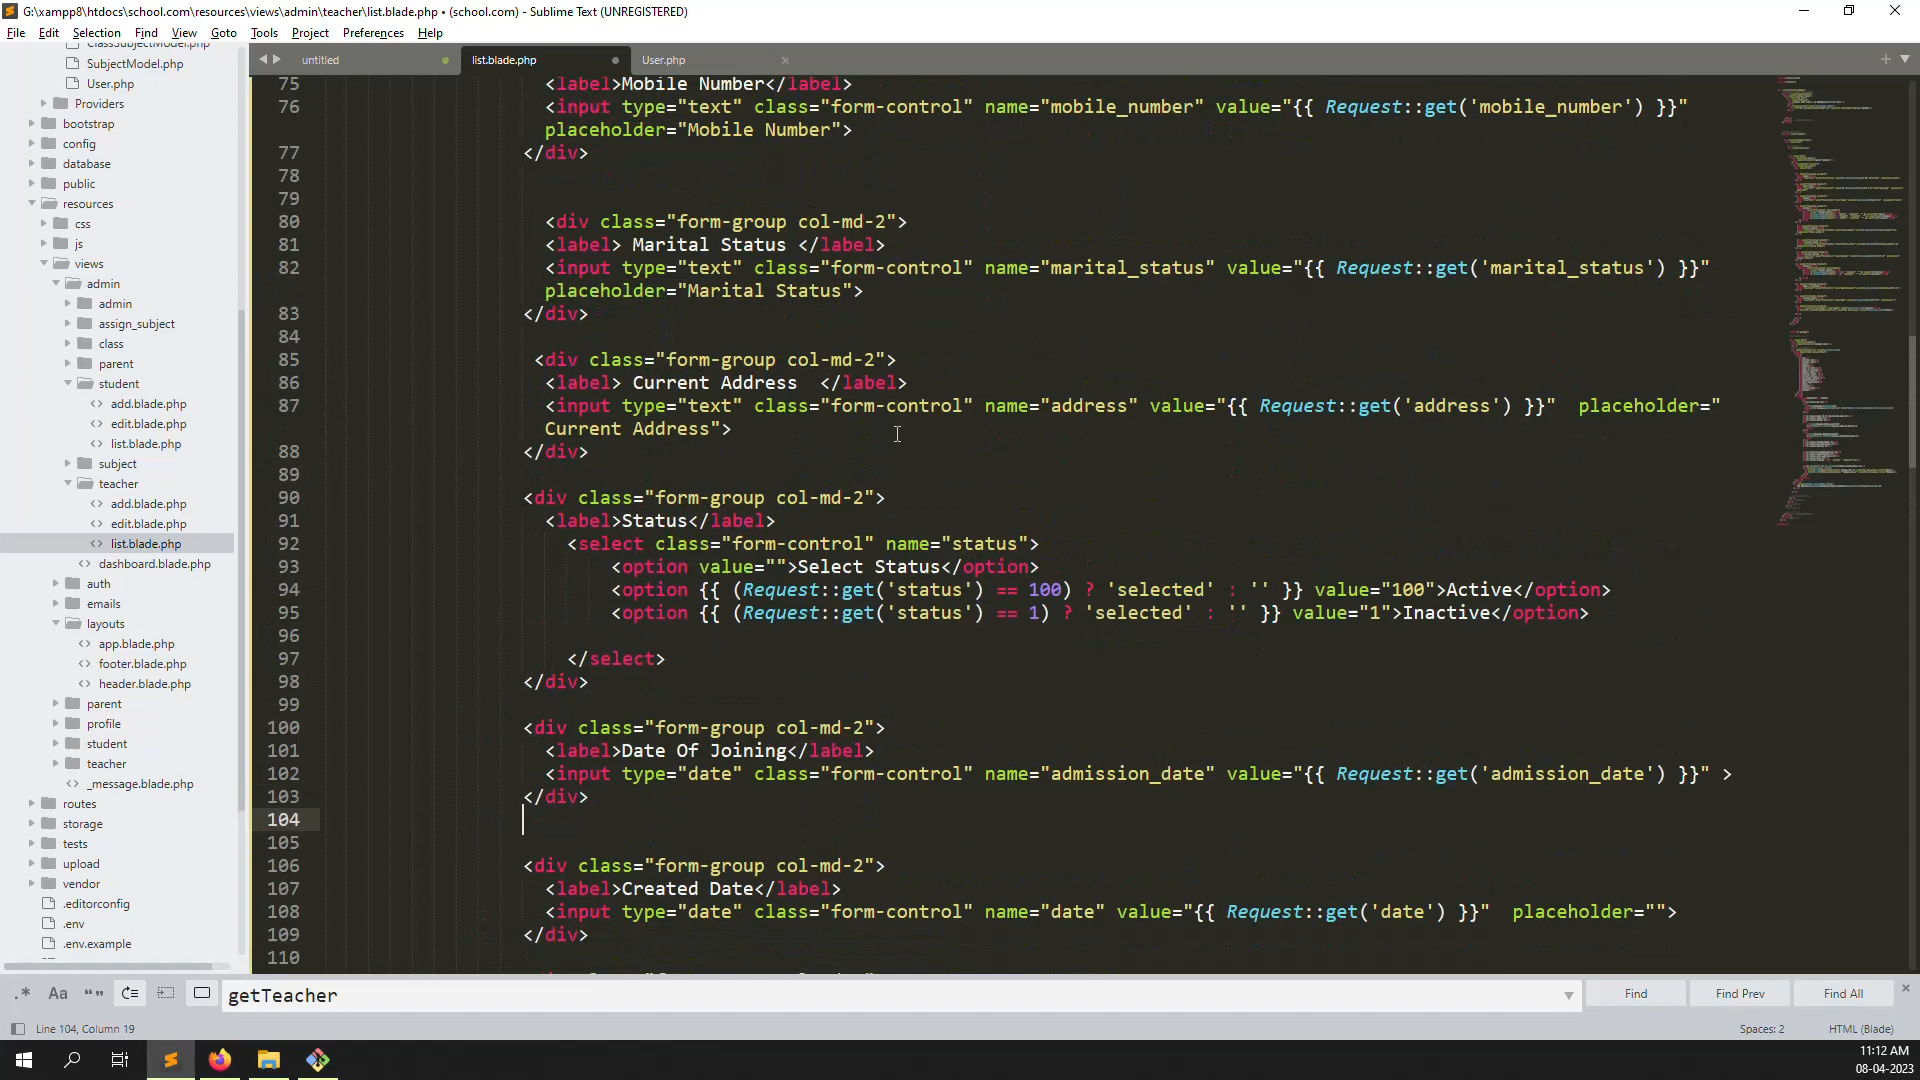 G:\xampp8\htdocs\school.com\resources\views\admin\teacher\list.blade.php • (school.com) - Sublime Text (UNREGISTERED)
File Edit Selection Find View Goto Tools Project Preferences Help
ClassSubjectModel.php
SubjectModel.php
User.php
Providers
bootstrap
config
database
public
resources
css
js
views
admin
admin
assign_subject
class
parent
student
add.blade.php
edit.blade.php
list.blade.php
subject
teacher
add.blade.php
edit.blade.php
list.blade.php
dashboard.blade.php
auth
emails
layouts
app.blade.php
footer.blade.php
header.blade.php
parent
profile
student
teacher
_message.blade.php
routes
storage
tests
upload
vendor
.editorconfig
.env
.env.example
untitled list.blade.php User.php
75 <label>Mobile Number</label>
76 <input type="text" class="form-control" name="mobile_number" value="{{ Request::get('mobile_number') }}"
placeholder="Mobile Number">
77 </div>
78
79
80 <div class="form-group col-md-2">
81 <label> Marital Status </label>
82 <input type="text" class="form-control" name="marital_status" value="{{ Request::get('marital_status') }}"
placeholder="Marital Status">
83 </div>
84
85 <div class="form-group col-md-2">
86 <label> Current Address  </label>
87 <input type="text" class="form-control" name="address" value="{{ Request::get('address') }}"  placeholder="
Current Address">
88 </div>
89
90 <div class="form-group col-md-2">
91 <label>Status</label>
92 <select class="form-control" name="status">
93 <option value="">Select Status</option>
94 <option {{ (Request::get('status') == 100) ? 'selected' : '' }} value="100">Active</option>
95 <option {{ (Request::get('status') == 1) ? 'selected' : '' }} value="1">Inactive</option>
96
97 </select>
98 </div>
99
100 <div class="form-group col-md-2">
101 <label>Date Of Joining</label>
102 <input type="date" class="form-control" name="admission_date" value="{{ Request::get('admission_date') }}" >
103 </div>
104
105
106 <div class="form-group col-md-2">
107 <label>Created Date</label>
108 <input type="date" class="form-control" name="date" value="{{ Request::get('date') }}"  placeholder="">
109 </div>
110
.* Aa “” getTeacher Find Find Prev Find All
Line 104, Column 19 Spaces: 2 HTML (Blade)
11:12 AM
08-04-2023